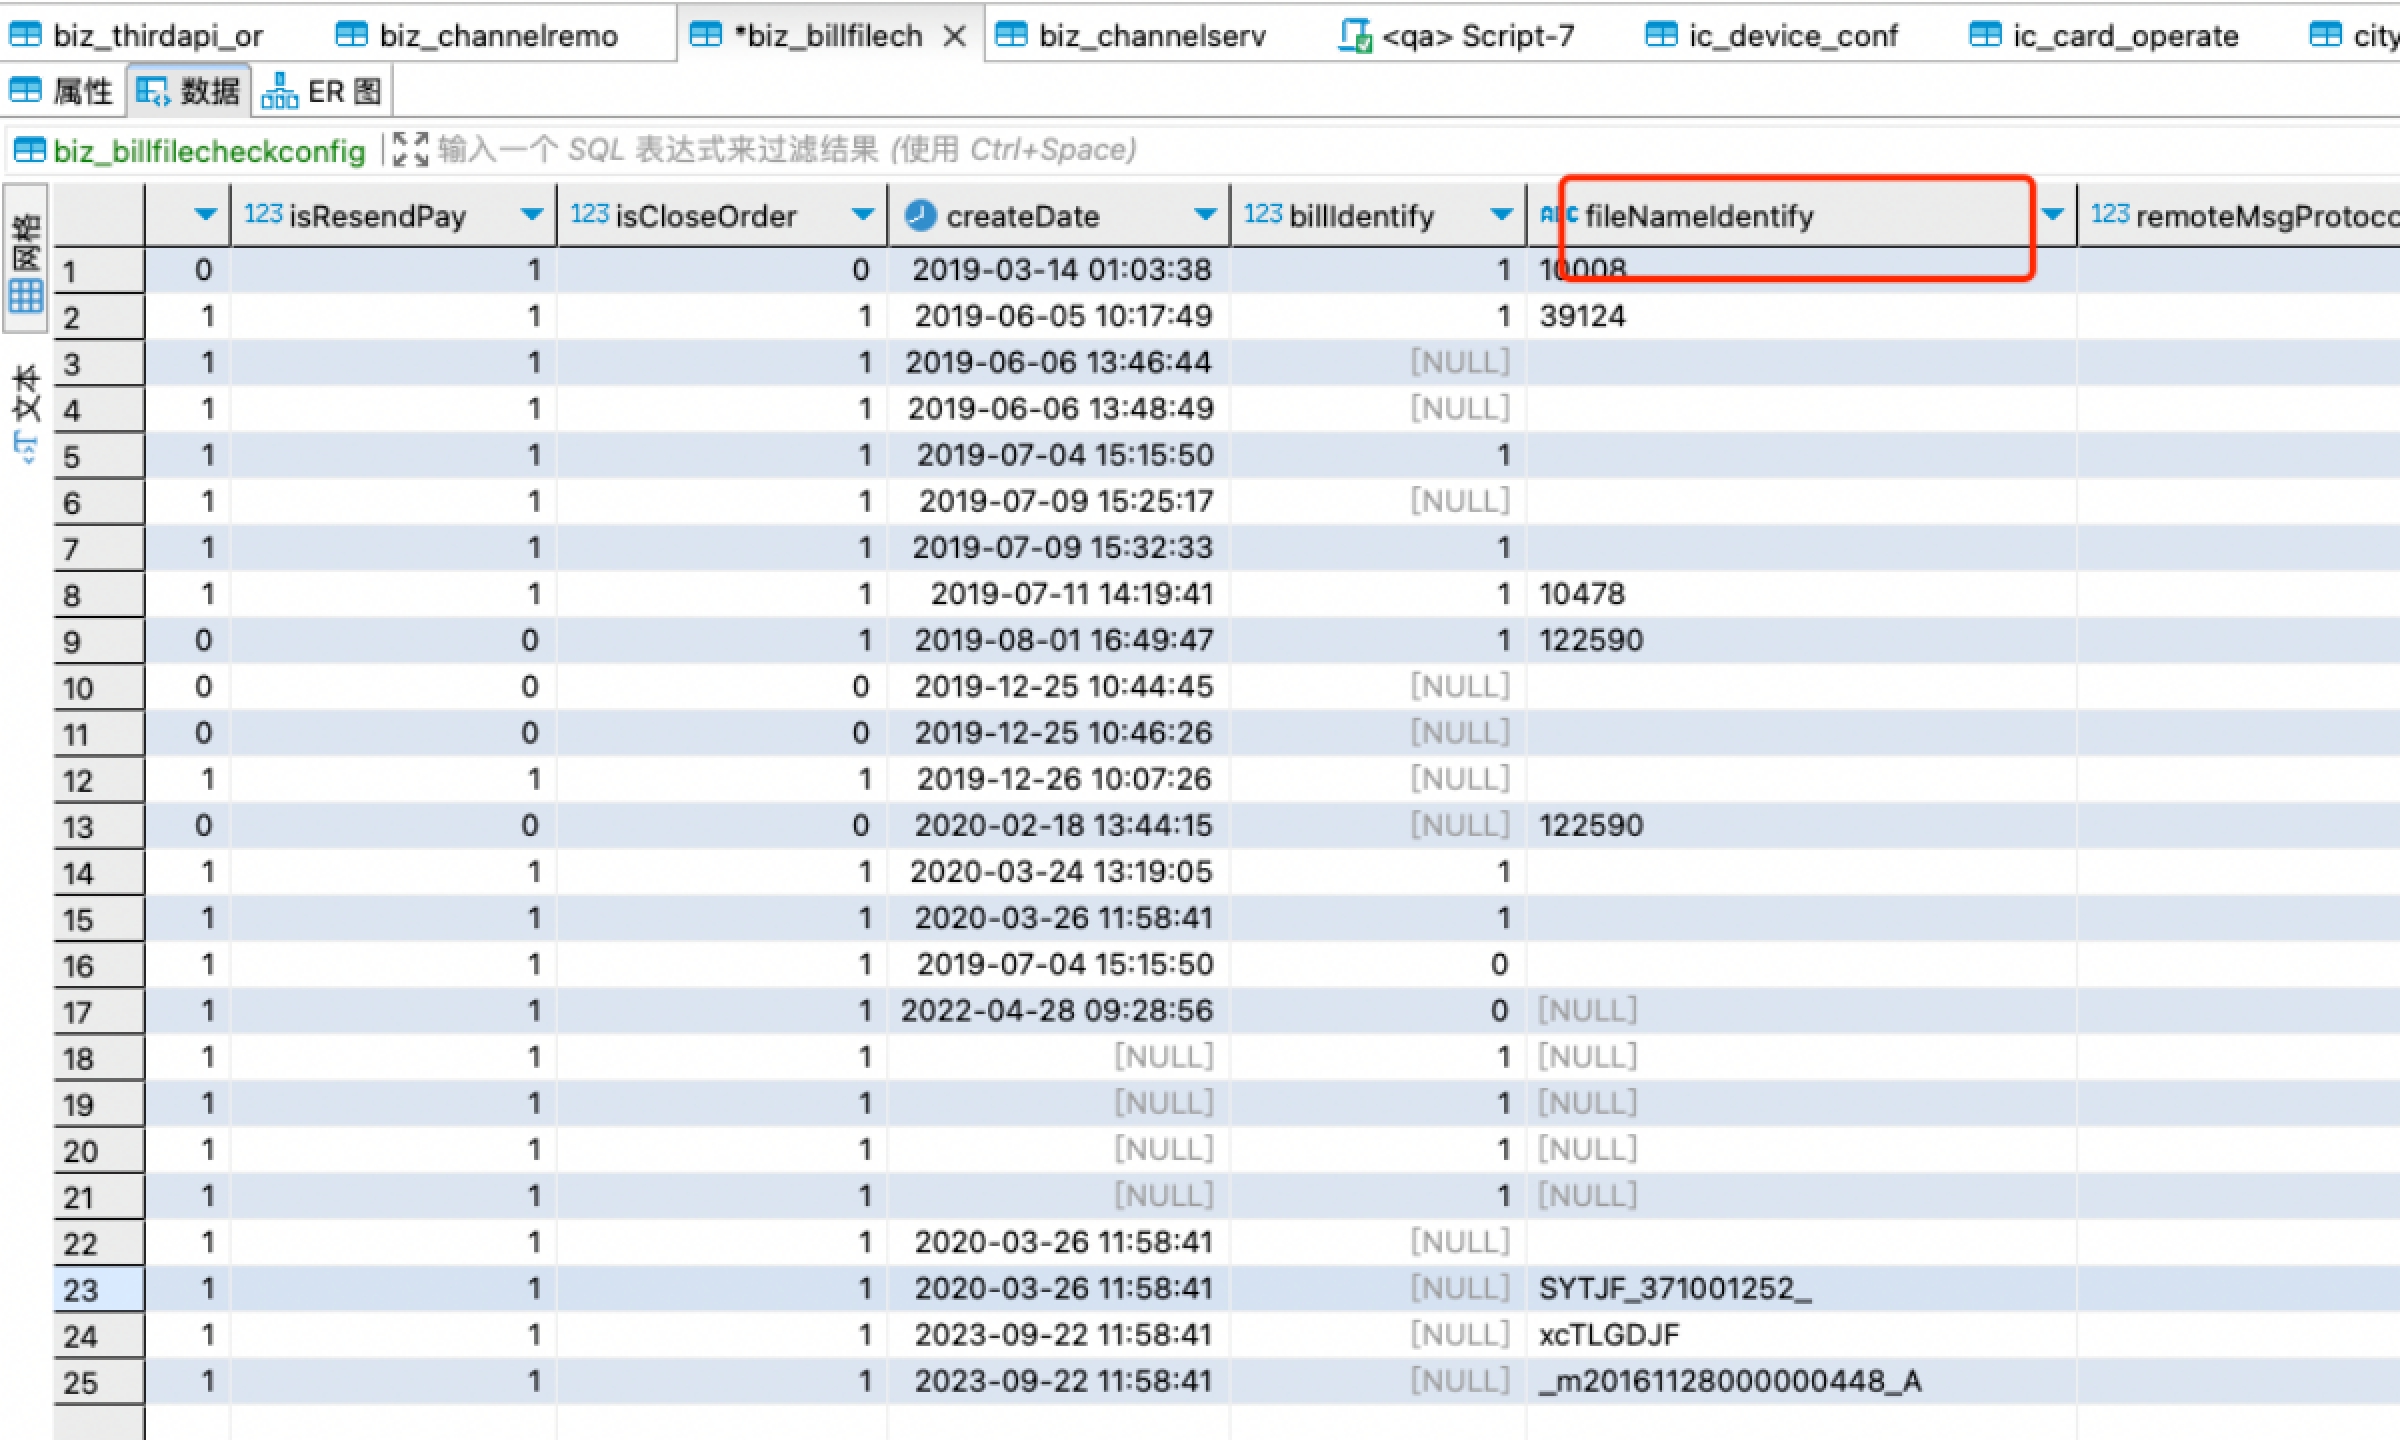 biz_thirdapi_or biz_channelremo *biz_billfilech biz_channelserv <qa> Script-7 ic_device_conf ic_card_operate city
属性 数据 ER 图
biz_billfilecheckconfig 输入一个 SQL 表达式来过滤结果 (使用 Ctrl+Space)
网格
文本
123 isResendPay 123 isCloseOrder createDate 123 billIdentify ABC fileNameIdentify 123 remoteMsgProtoco
1 0 1 0 2019-03-14 01:03:38 1 10008
2 1 1 1 2019-06-05 10:17:49 1 39124
3 1 1 1 2019-06-06 13:46:44 [NULL]
4 1 1 1 2019-06-06 13:48:49 [NULL]
5 1 1 1 2019-07-04 15:15:50 1
6 1 1 1 2019-07-09 15:25:17 [NULL]
7 1 1 1 2019-07-09 15:32:33 1
8 1 1 1 2019-07-11 14:19:41 1 10478
9 0 0 1 2019-08-01 16:49:47 1 122590
10 0 0 0 2019-12-25 10:44:45 [NULL]
11 0 0 0 2019-12-25 10:46:26 [NULL]
12 1 1 1 2019-12-26 10:07:26 [NULL]
13 0 0 0 2020-02-18 13:44:15 [NULL] 122590
14 1 1 1 2020-03-24 13:19:05 1
15 1 1 1 2020-03-26 11:58:41 1
16 1 1 1 2019-07-04 15:15:50 0
17 1 1 1 2022-04-28 09:28:56 0 [NULL]
18 1 1 1 [NULL] 1 [NULL]
19 1 1 1 [NULL] 1 [NULL]
20 1 1 1 [NULL] 1 [NULL]
21 1 1 1 [NULL] 1 [NULL]
22 1 1 1 2020-03-26 11:58:41 [NULL]
23 1 1 1 2020-03-26 11:58:41 [NULL] SYTJF_371001252_
24 1 1 1 2023-09-22 11:58:41 [NULL] xcTLGDJF
25 1 1 1 2023-09-22 11:58:41 [NULL] _m20161128000000448_A